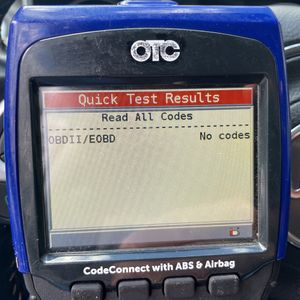 OTC
Quick Test Results
Read All Codes
OBDII/EOBD No codes
CodeConnect with ABS & Airbag